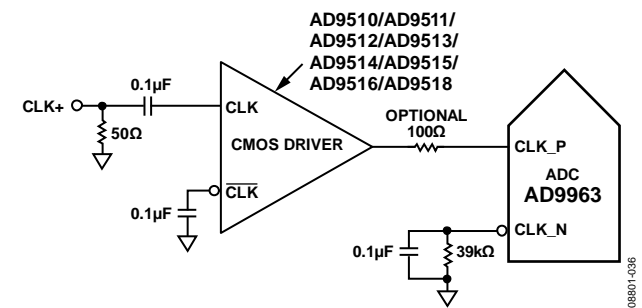 AD9510/AD9511/
AD9512/AD9513/
AD9514/AD9515/
AD9516/AD9518
0.1µF
CLK+
50Ω
CLK
CMOS DRIVER
CLK
0.1µF
OPTIONAL
100Ω
CLK_P
ADC
AD9963
CLK_N
0.1µF
39kΩ
08801-036